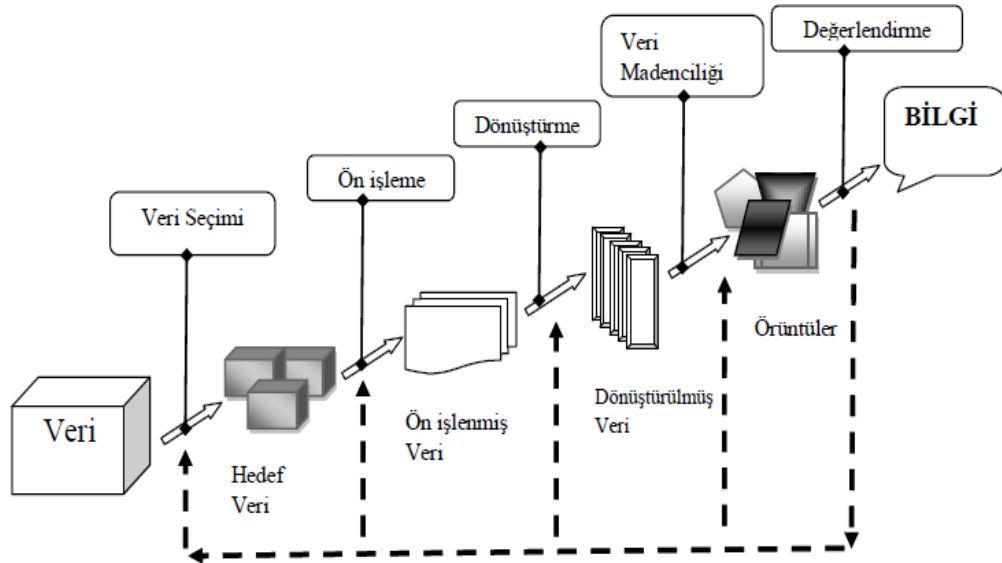 Değerlendirme
Veri
Madenciliği
BİLGİ
Dönüştürme
Ön işleme
Veri Seçimi
Örüntüler
Dönüştürülmüş
Veri
Ön işlenmiş
Veri
Veri
Hedef
Veri